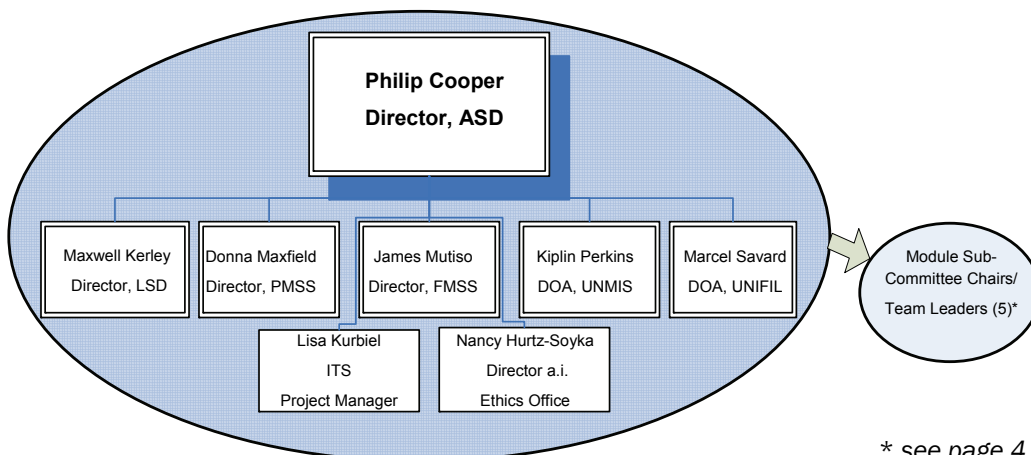 Philip Cooper
Director, ASD
Maxwell Kerley
Director, LSD
Donna Maxfield
Director, PMSS
James Mutiso
Director, FMSS
Kiplin Perkins
DOA, UNMIS
Marcel Savard
DOA, UNIFIL
Lisa Kurbiel
ITS
Project Manager
Nancy Hurtz-Soyka
Director a.i.
Ethics Office
Module Sub-
Committee Chairs/
Team Leaders (5)*
* see page 4